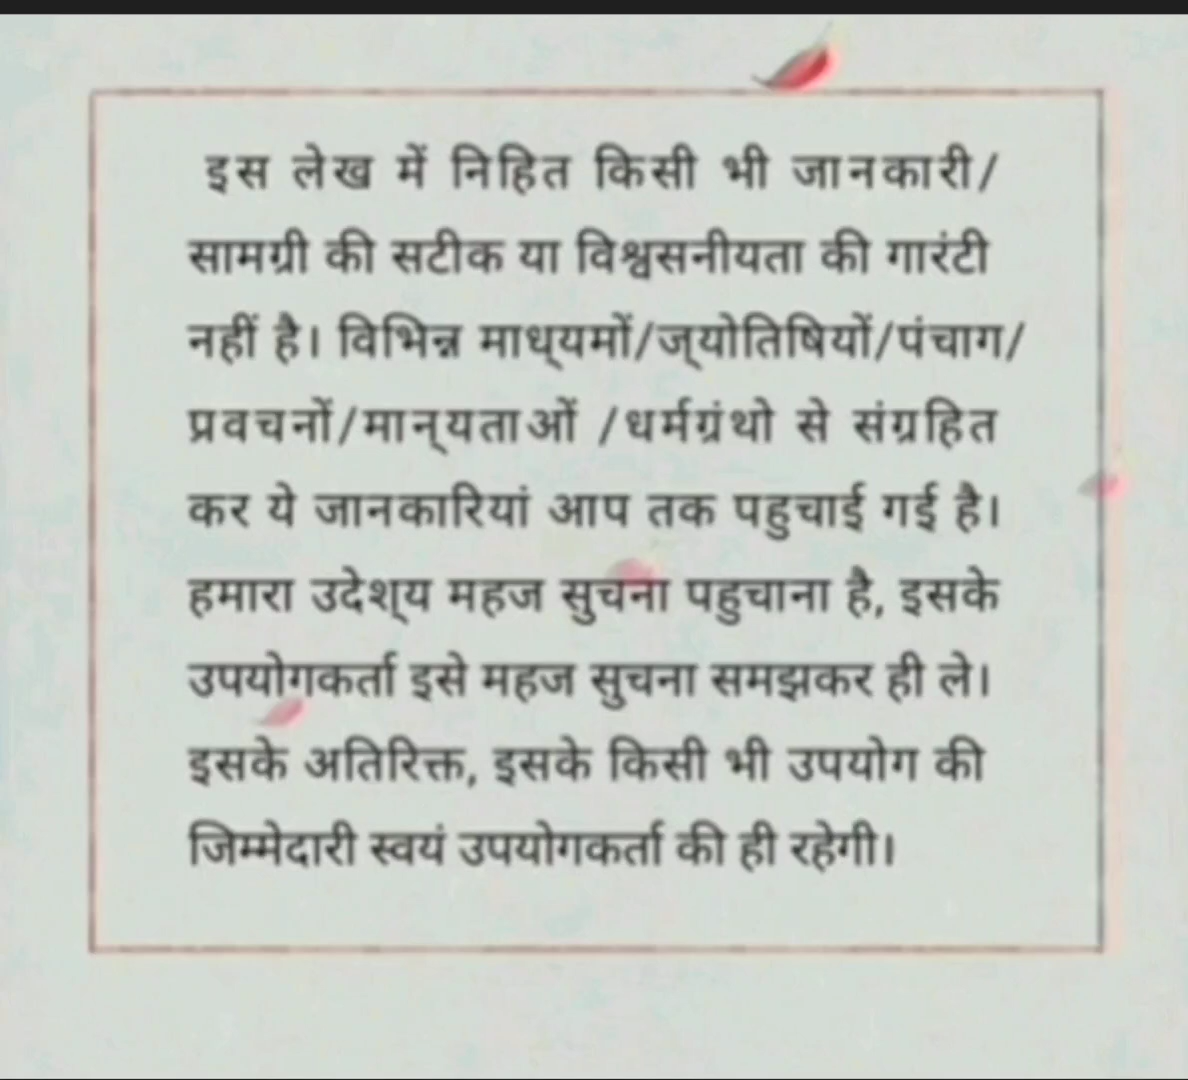 इस लेख में निहित किसी भी जानकारी/
सामग्री की सटीक या विश्वसनीयता की गारंटी
नहीं है। विभिन्न माध्यमों/ज्योतिषियों/पंचाग/
प्रवचनों/मान्यताओं /धर्मग्रंथो से संग्रहित
कर ये जानकारियां आप तक पहुचाई गई है।
हमारा उदेश्य महज सुचना पहुचाना है, इसके
उपयोगकर्ता इसे महज सुचना समझकर ही ले।
इसके अतिरिक्त, इसके किसी भी उपयोग की
जिम्मेदारी स्वयं उपयोगकर्ता की ही रहेगी।